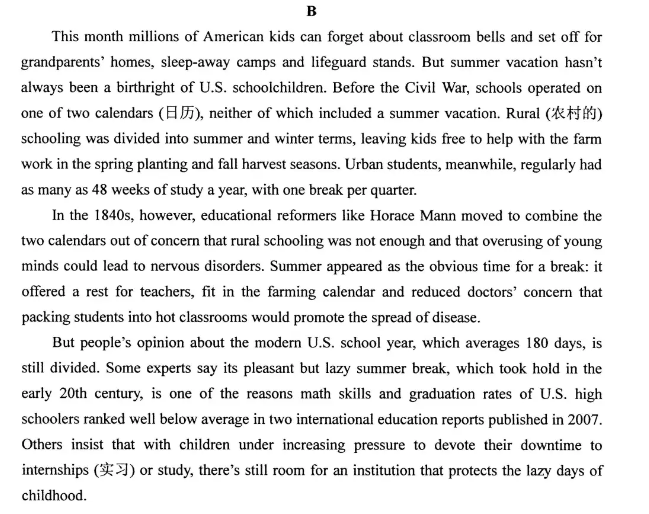 B
This month millions of American kids can forget about classroom bells and set off for
grandparents' homes, sleep-away camps and lifeguard stands. But summer vacation hasn't
always been a birthright of U.S. schoolchildren. Before the Civil War, schools operated on
one of two calendars (日历), neither of which included a summer vacation. Rural (农村的)
schooling was divided into summer and winter terms, leaving kids free to help with the farm
work in the spring planting and fall harvest seasons. Urban students, meanwhile, regularly had
as many as 48 weeks of study a year, with one break per quarter.
In the 1840s, however, educational reformers like Horace Mann moved to combine the
two calendars out of concern that rural schooling was not enough and that overusing of young
minds could lead to nervous disorders. Summer appeared as the obvious time for a break: it
offered a rest for teachers, fit in the farming calendar and reduced doctors' concern that
packing students into hot classrooms would promote the spread of disease.
But people's opinion about the modern U.S. school year, which averages 180 days, is
still divided. Some experts say its pleasant but lazy summer break, which took hold in the
early 20th century, is one of the reasons math skills and graduation rates of U.S. high
schoolers ranked well below average in two international education reports published in 2007.
Others insist that with children under increasing pressure to devote their downtime to
internships (实习) or study, there's still room for an institution that protects the lazy days of
childhood.